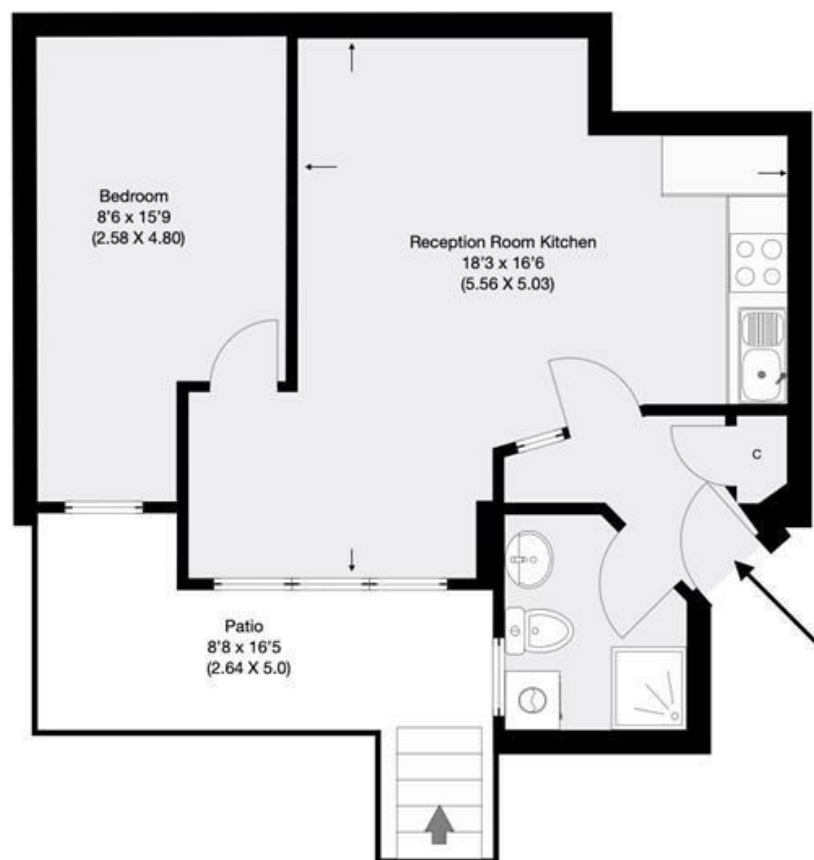 Bedroom
8’6 x 15’9
(2.58 X 4.80)
Reception Room Kitchen
18’3 x 16’6
(5.56 X 5.03)
C
Patio
8’8 x 16’5
(2.64 X 5.0)